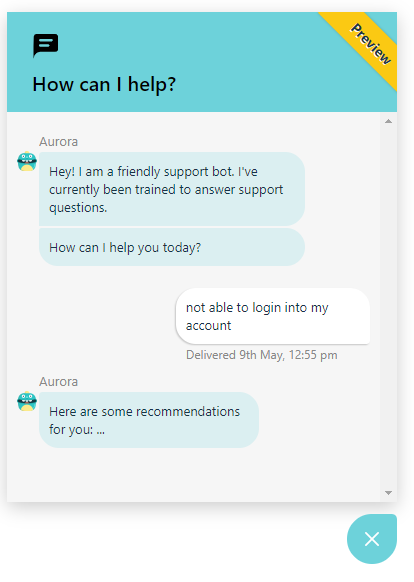 Preview
How can I help?
Aurora
Hey! I am a friendly support bot. I've
currently been trained to answer support
questions.
How can I help you today?
not able to login into my
account
Delivered 9th May, 12:55 pm
Aurora
Here are some recommendations
for you: ...